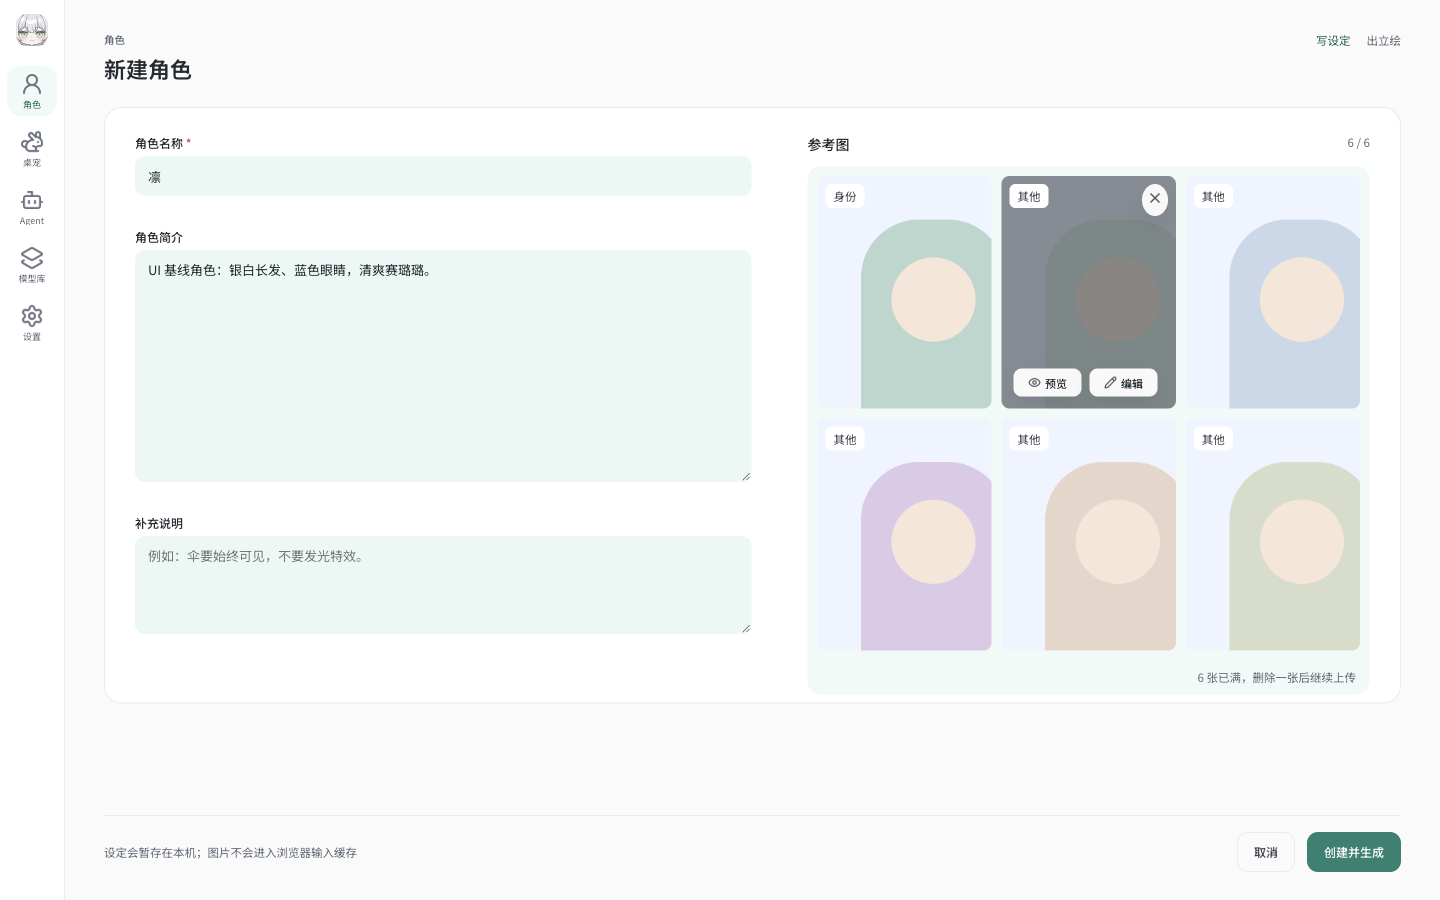 角色
桌宠
Agent
模型库
设置
角色
新建角色
写设定
出立绘
角色名称 *
凛
角色简介
UI 基线角色：银白长发、蓝色眼睛，清爽赛璐璐。
补充说明
例如：伞要始终可见，不要发光特效。
参考图
6 / 6
身份
其他
其他
预览
编辑
其他
其他
其他
6 张已满，删除一张后继续上传
设定会暂存在本机；图片不会进入浏览器输入缓存
取消
创建并生成